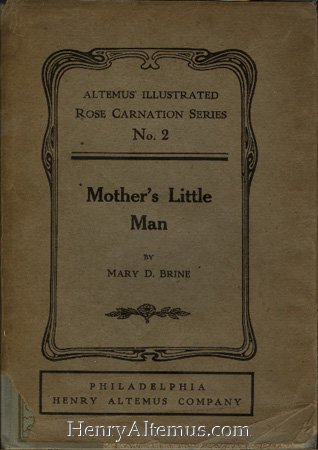 ALTEMUS' ILLUSTRATED
ROSE CARNATION SERIES
No. 2
Mother's Little
Man
BY
MARY D. BRINE
PHILADELPHIA
HENRY ALTEMUS COMPANY
HenryAltemus.com